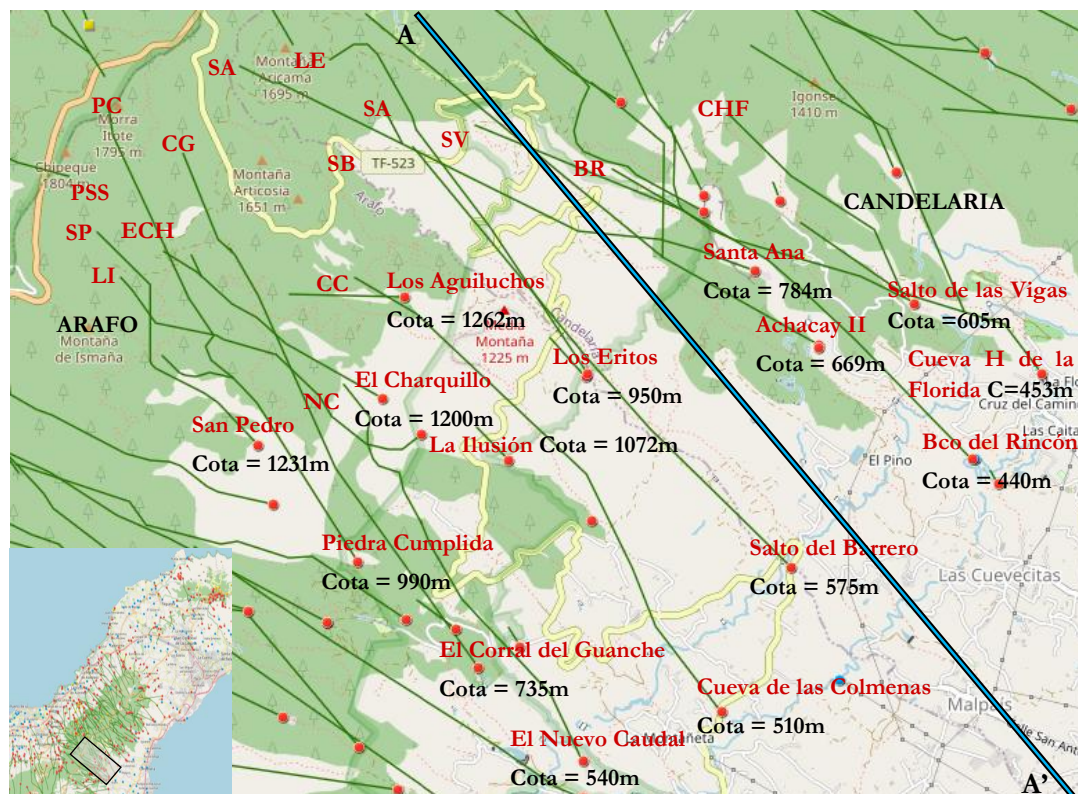 A
LE
SA
Montaña
Aricama
1695 m
PC
SA
CHF
Igonse
1410 m
Morra
Itote
1795 m
CG
SV
SB
TF-523
BR
Chipeque
1804 m
Montaña
Articosia
1651 m
PSS
Arafo
CANDELARIA
SP
ECH
LI
Santa Ana
Cota = 784m
CC
Los Aguiluchos
Cota = 1262m
Salto de las Vigas
Cota =605m
ARAFO
Montaña
de Ismaña
Media
Montaña
1225 m
Candelaria
Achacay II
Cota = 669m
Los Eritos
Cota = 950m
Cueva H de la
Florida C=453m
Cruz del Camino
El Charquillo
Cota = 1200m
NC
San Pedro
Cota = 1231m
La Ilusión Cota = 1072m
Las Caita
El Pino
Bco del Rincón
Cota = 440m
Piedra Cumplida
Cota = 990m
Salto del Barrero
Cota = 575m
Las Cuevecitas
El Corral del Guanche
Cota = 735m
Cueva de las Colmenas
Cota = 510m
Malpaís
El Nuevo Caudal
Cota = 540m
A'